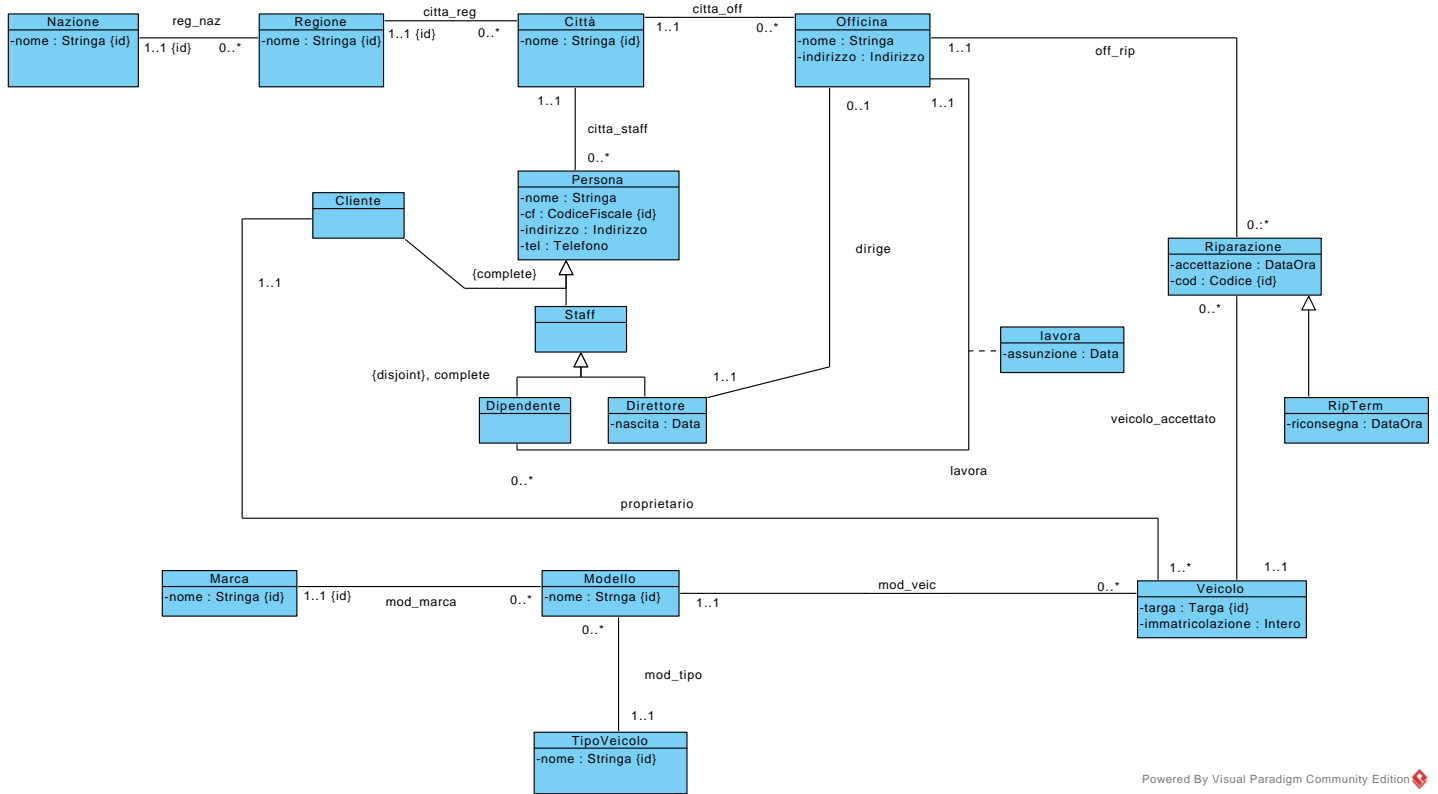 Nazione
-nome : Stringa {id}
reg_naz
1..1 {id}
0..*
Regione
-nome : Stringa {id}
citta_reg
1..1 {id}
0..*
Città
-nome : Stringa {id}
citta_off
1..1
0..*
Officina
-nome : Stringa
-indirizzo : Indirizzo
1..1
off_rip
1..1
0..1
1..1
citta_staff
0..*
Persona
-nome : Stringa
-cf : CodiceFiscale {id}
-indirizzo : Indirizzo
-tel : Telefono
Cliente
{complete}
1..1
dirige
0.:*
Riparazione
-accettazione : DataOra
-cod : Codice {id}
0..*
Staff
lavora
-assunzione : Data
{disjoint}, complete
1..1
Dipendente
Direttore
-nascita : Data
RipTerm
-riconsegna : DataOra
veicolo_accettato
0..*
lavora
proprietario
Marca
-nome : Stringa {id}
1..1 {id}
mod_marca
0..*
Modello
-nome : Strnga {id}
1..1
mod_veic
0..*
1..*
1..1
Veicolo
-targa : Targa {id}
-immatricolazione : Intero
0..*
mod_tipo
1..1
TipoVeicolo
-nome : Stringa {id}
Powered By Visual Paradigm Community Edition